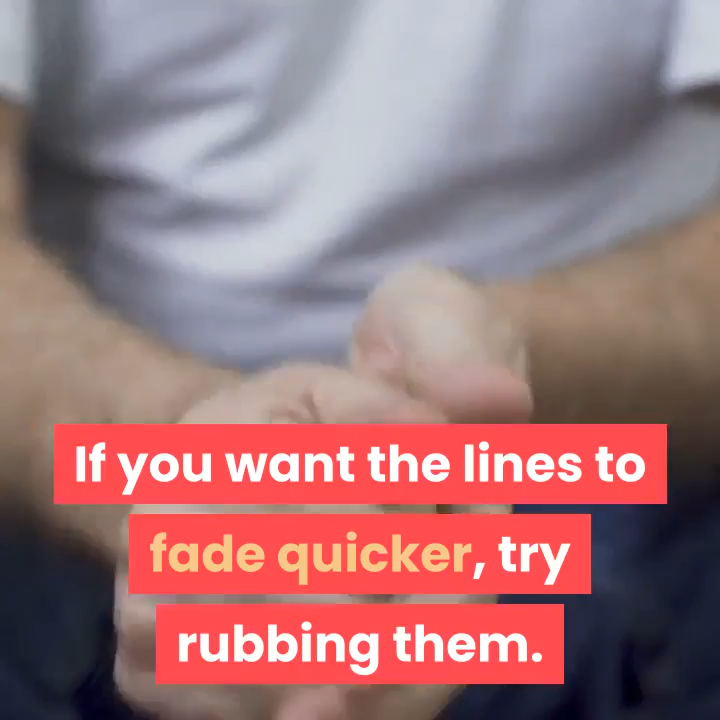 If you want the lines to
fade quicker, try
rubbing them.